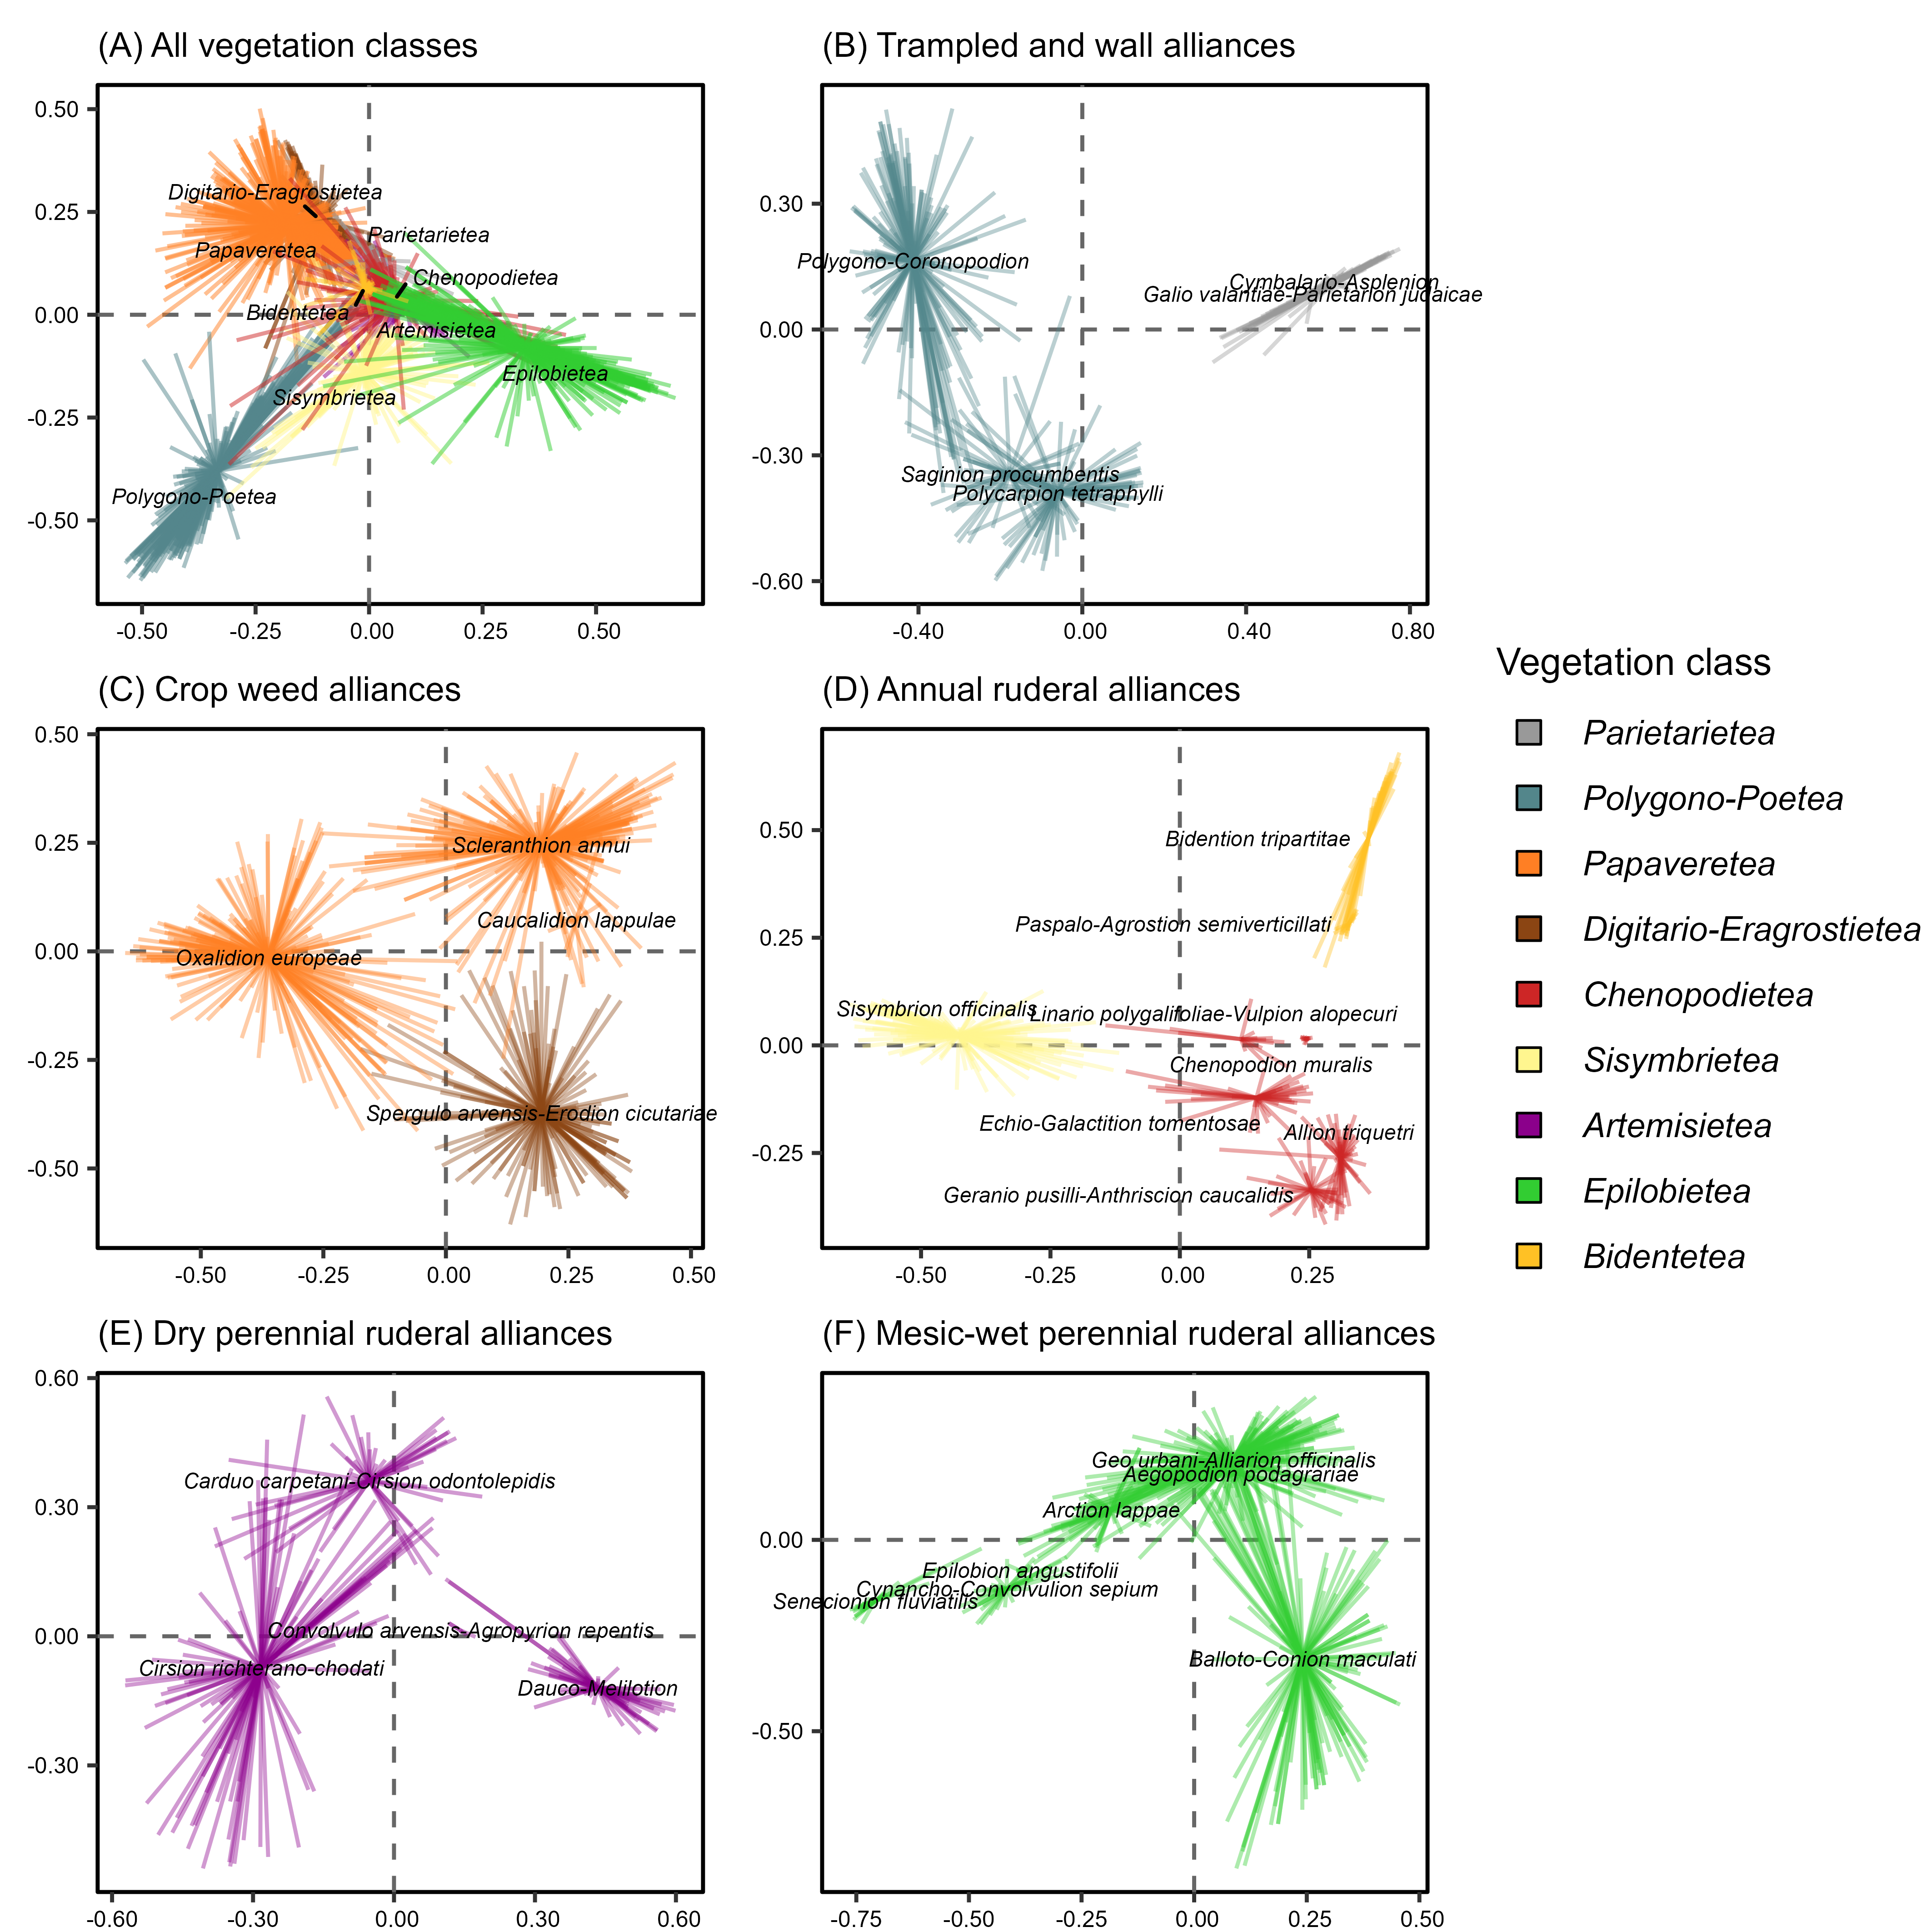 (A) All vegetation classes
0.50
0.25
0.00
-0.25
-0.50
Digitario-Eragrostietea
Papaveretea
Parietarietea
Chenopodietea
Bidentetea
Artemisietea
Epilobietea
Sisymbrietea
Polygono-Poetea
-0.50 -0.25 0.00 0.25 0.50
(B) Trampled and wall alliances
0.30
0.00
-0.30
-0.60
Polygono-Coronopodion
Cymbalario-Asplenion
Galio valantiae-Parietarion judaicae
Saginion procumbentis
Polycarpion tetraphylli
-0.40 0.00 0.40 0.80
(C) Crop weed alliances
0.50
0.25
0.00
-0.25
-0.50
Scleranthion annui
Caucalidion lappulae
Oxalidion europeae
Spergulo arvensis-Erodion cicutariae
-0.50 -0.25 0.00 0.25 0.50
(D) Annual ruderal alliances
0.50
0.25
0.00
-0.25
Bidention tripartitae
Paspalo-Agrostion semiverticillati
Sisymbrion officinalis
Linario polygalifoliae-Vulpion alopecuri
Chenopodion muralis
Echio-Galactition tomentosae
Allion triquetri
Geranio pusilli-Anthriscion caucalidis
-0.50 -0.25 0.00 0.25
Vegetation class
Parietarietea
Polygono-Poetea
Papaveretea
Digitario-Eragrostietea
Chenopodietea
Sisymbrietea
Artemisietea
Epilobietea
Bidentetea
(E) Dry perennial ruderal alliances
0.60
0.30
0.00
-0.30
Carduo carpetani-Cirsion odontolepidis
Convolvulo arvensis-Agropyrion repentis
Cirsion richterano-chodati
Dauco-Melilotion
-0.60 -0.30 0.00 0.30 0.60
(F) Mesic-wet perennial ruderal alliances
0.00
-0.50
Geo urbani-Alliarion officinalis
Aegopodion podagrariae
Arction lappae
Epilobion angustifolii
Cynancho-Convolvulion sepium
Senecionion fluviatilis
Balloto-Conion maculati
-0.75 -0.50 -0.25 0.00 0.25 0.50